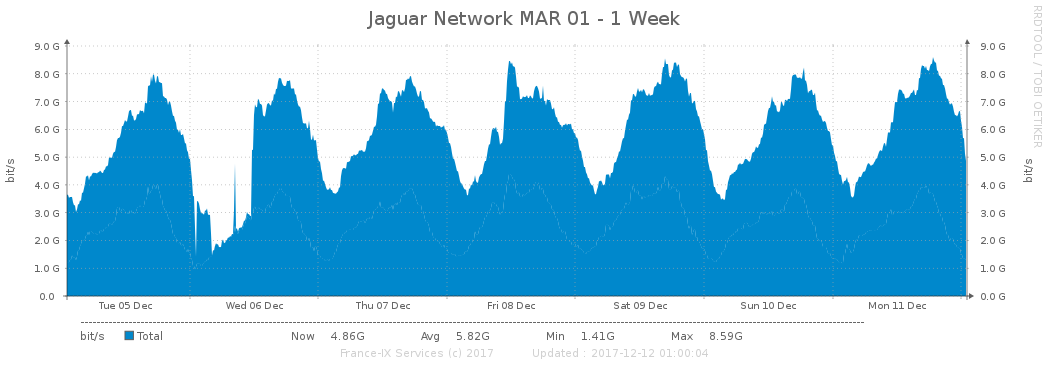 Jaguar Network MAR 01 - 1 Week
RRDTOOL / TOBI OETIKER
bit/s
9.0 G
8.0 G
7.0 G
6.0 G
5.0 G
4.0 G
3.0 G
2.0 G
1.0 G
0.0
9.0 G
8.0 G
7.0 G
6.0 G
5.0 G
4.0 G
3.0 G
2.0 G
1.0 G
0.0 G
bit/s
Tue 05 Dec Wed 06 Dec Thu 07 Dec Fri 08 Dec Sat 09 Dec Sun 10 Dec Mon 11 Dec
bit/s Total Now 4.86G Avg 5.82G Min 1.41G Max 8.59G
France-IX Services (c) 2017 Updated : 2017-12-12 01:00:04